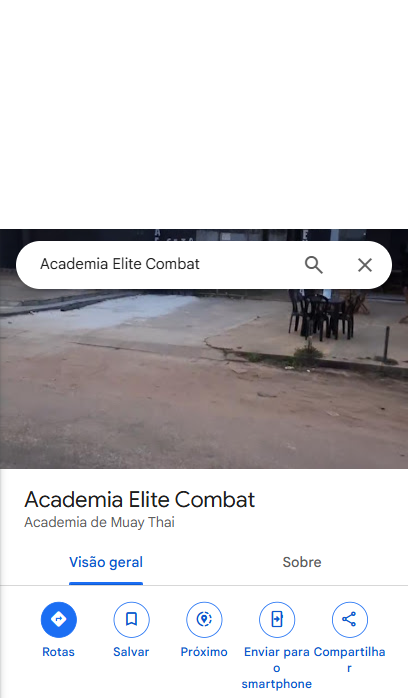 Academia Elite Combat
Academia Elite Combat
Academia de Muay Thai
Visão geral
Sobre
Rotas
Salvar
Próximo
Enviar para
o
smartphone
Compartilha
r